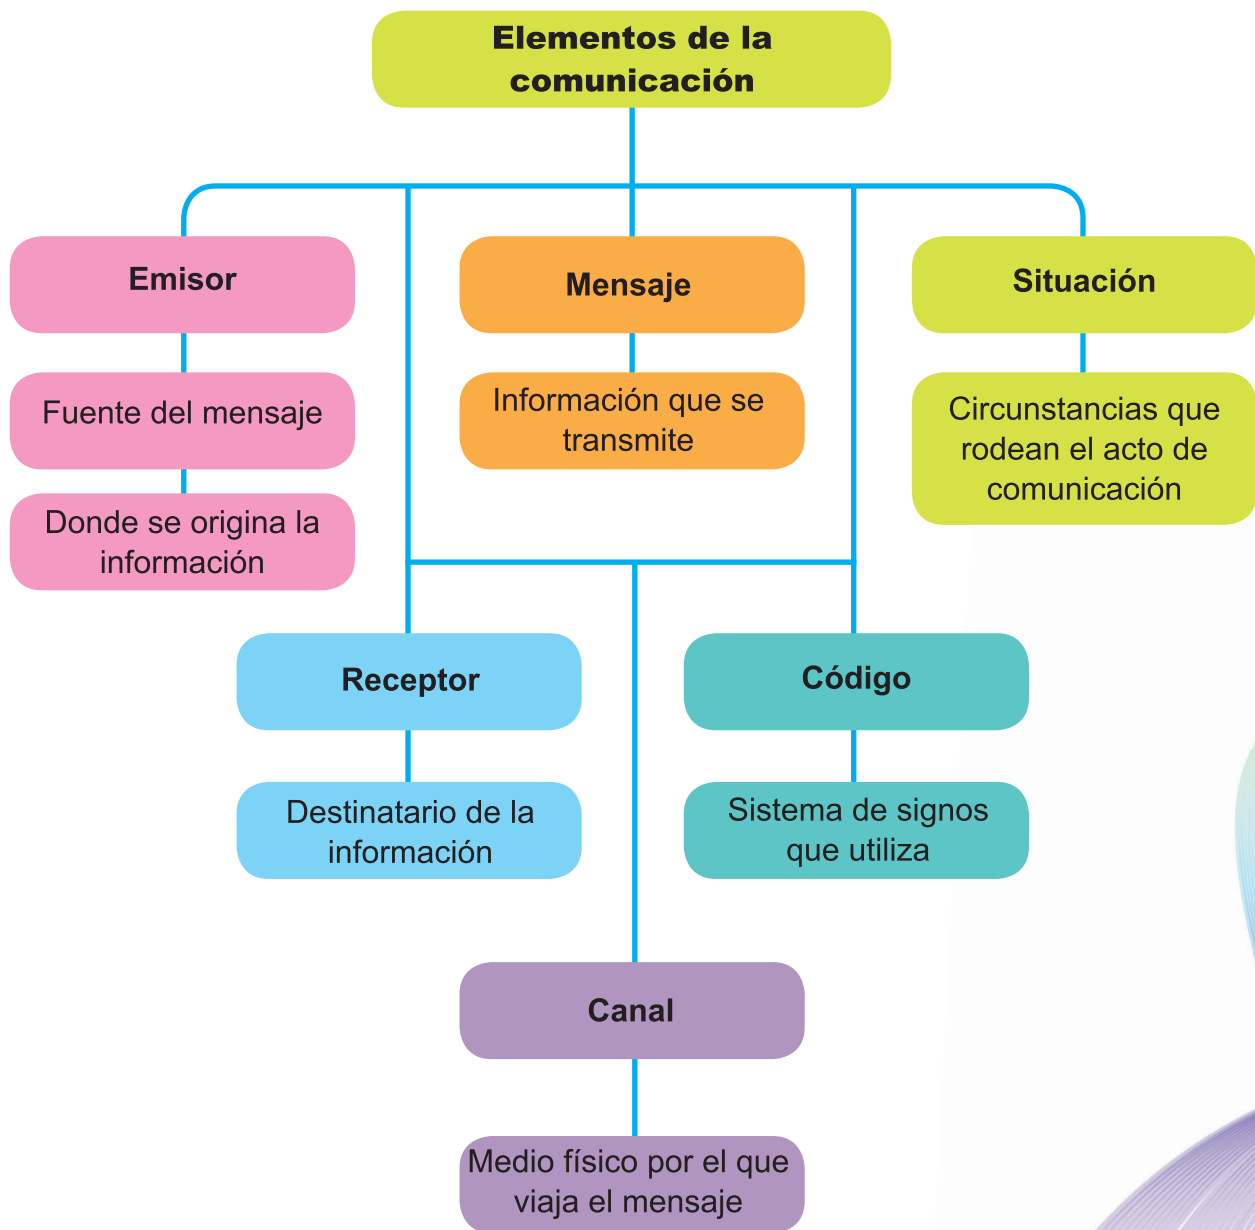 Elementos de la
comunicación
Emisor
Mensaje
Situación
Fuente del mensaje
Información que se
transmite
Circunstancias que
rodean el acto de
comunicación
Donde se origina la
información
Receptor
Código
Destinatario de la
información
Sistema de signos
que utiliza
Canal
Medio físico por el que
viaja el mensaje